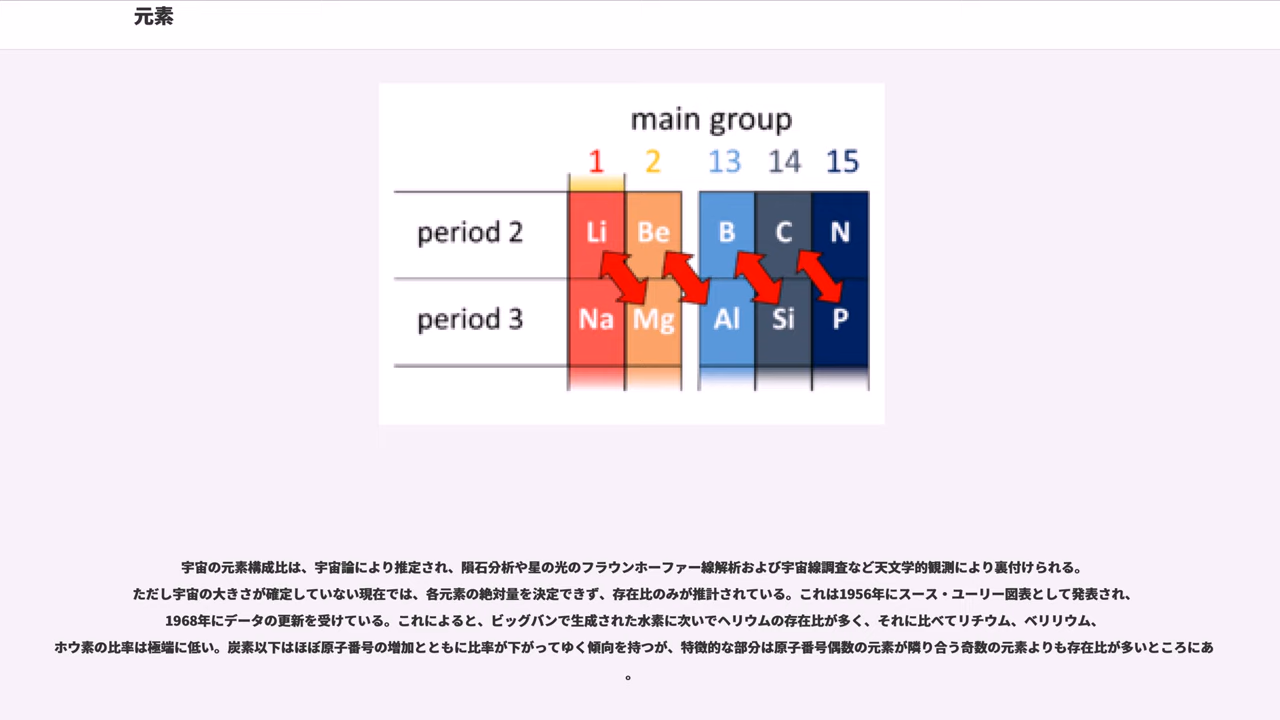 元素
main group
1 2 13 14 15
period 2 Li Be B C N
period 3 Na Mg Al Si P
宇宙の元素構成比は、宇宙論により推定され、隕石分析や星の光のフラウンホーファー線解析および宇宙線調査など天文学的観測により裏付けられる。
ただし宇宙の大きさが確定していない現在では、各元素の絶対量を決定できず、存在比のみが推計されている。これは1956年にスース・ユーリー図表として発表され、
1968年にデータの更新を受けている。これによると、ビッグバンで生成された水素に次いでヘリウムの存在比が多く、それに比べてリチウム、ベリリウム、
ホウ素の比率は極端に低い。炭素以下はほぼ原子番号の増加とともに比率が下がってゆく傾向を持つが、特徴的な部分は原子番号偶数の元素が隣り合う奇数の元素よりも存在比が多いところにあ
。